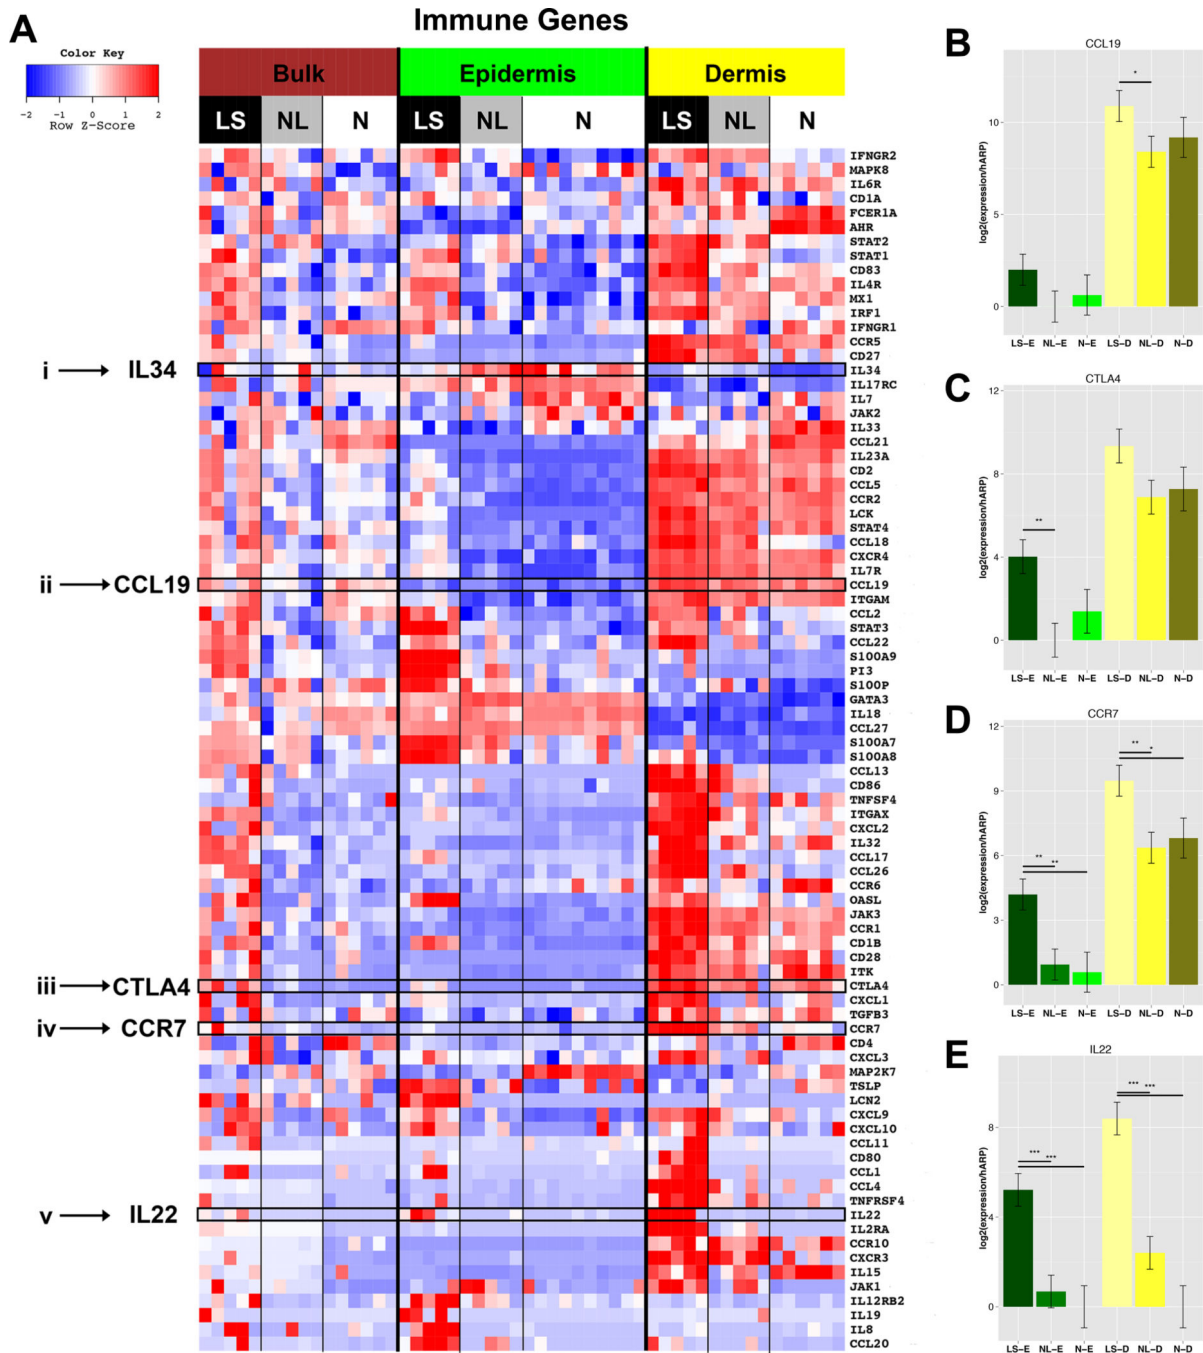 Immune Genes
A
Color Key
−2 −1 0 1 2
Row Z-Score
Bulk Epidermis Dermis
LS NL N LS NL N LS NL N
IFNGR2
MAPK8
IL6R
CD1A
FCER1A
AHR
STAT2
STAT1
CD83
IL4R
MX1
IRF1
IFNGR1
CCR5
CD27
i IL34 IL34
IL17RC
IL7
JAK2
IL33
CCL21
IL23A
CD2
CCL5
CCR2
LCK
STAT4
CCL18
CXCR4
IL7R
ii CCL19 CCL19
ITGAM
CCL2
STAT3
CCL22
S100A9
PI3
S100P
GATA3
IL18
CCL27
S100A7
S100A8
CCL13
CD86
TNFSF4
ITGAX
CXCL2
IL32
CCL17
CCL26
CCR6
OASL
JAK3
CCR1
CD1B
CD28
ITK
iii CTLA4 CTLA4
CXCL1
TGFB3
iv CCR7 CCR7
CD4
CXCL3
MAP2K7
TSLP
LCN2
CXCL9
CXCL10
CCL11
CD80
CCL1
CCL4
TNFRSF4
v IL22 IL22
IL2RA
CCR10
CXCR3
IL15
JAK1
IL12RB2
IL19
IL8
CCL20
B
CCL19
log2(expression/hARP)
10
5
0
*
LS−E NL−E N−E LS−D NL−D N−D
C
CTLA4
log2(expression/hARP)
12
8
4
0
**
LS−E NL−E N−E LS−D NL−D N−D
D
CCR7
log2(expression/hARP)
12
9
6
3
0
** *
** **
LS−E NL−E N−E LS−D NL−D N−D
E
IL22
log2(expression/hARP)
8
4
0
*** ***
*** ***
LS−E NL−E N−E LS−D NL−D N−D